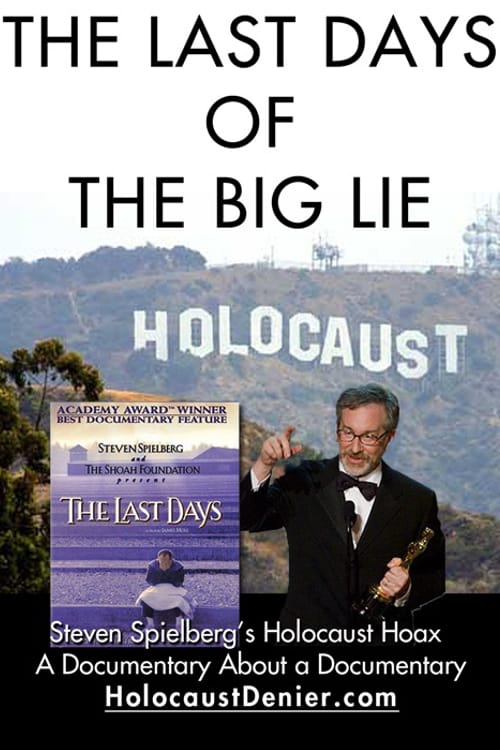 THE LAST DAYS
OF
THE BIG LIE
HOLOCAUST
ACADEMY AWARD™ WINNER
BEST DOCUMENTARY FEATURE
STEVEN SPIELBERG
and
THE SHOAH FOUNDATION
present
THE LAST DAYS
Steven Spielberg's Holocaust Hoax
A Documentary About a Documentary
HolocaustDenier.com